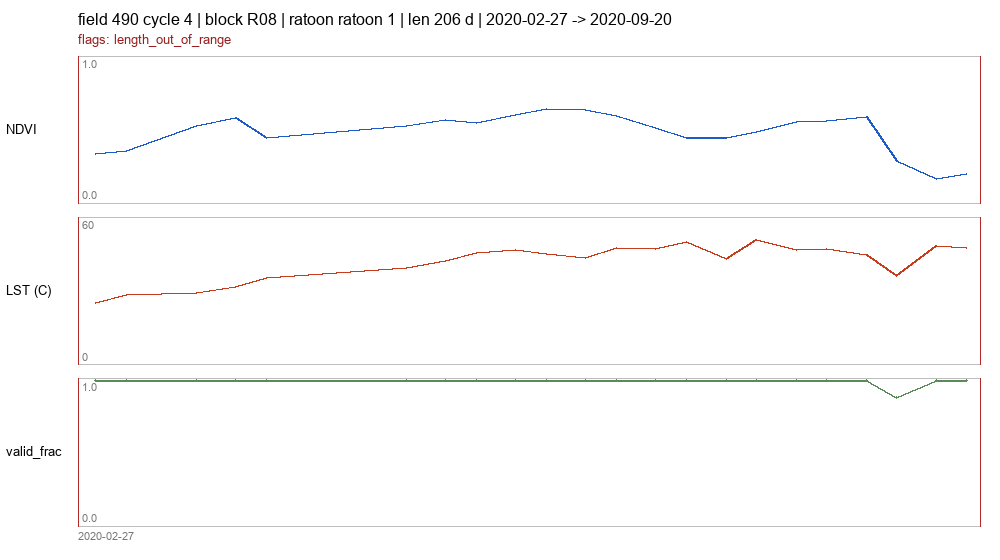 field 490 cycle 4 | block R08 | ratoon ratoon 1 | len 206 d | 2020-02-27 -> 2020-09-20
flags: length_out_of_range
1.0
NDVI
0.0
60
LST (C)
0
1.0
valid_frac
0.0
2020-02-27